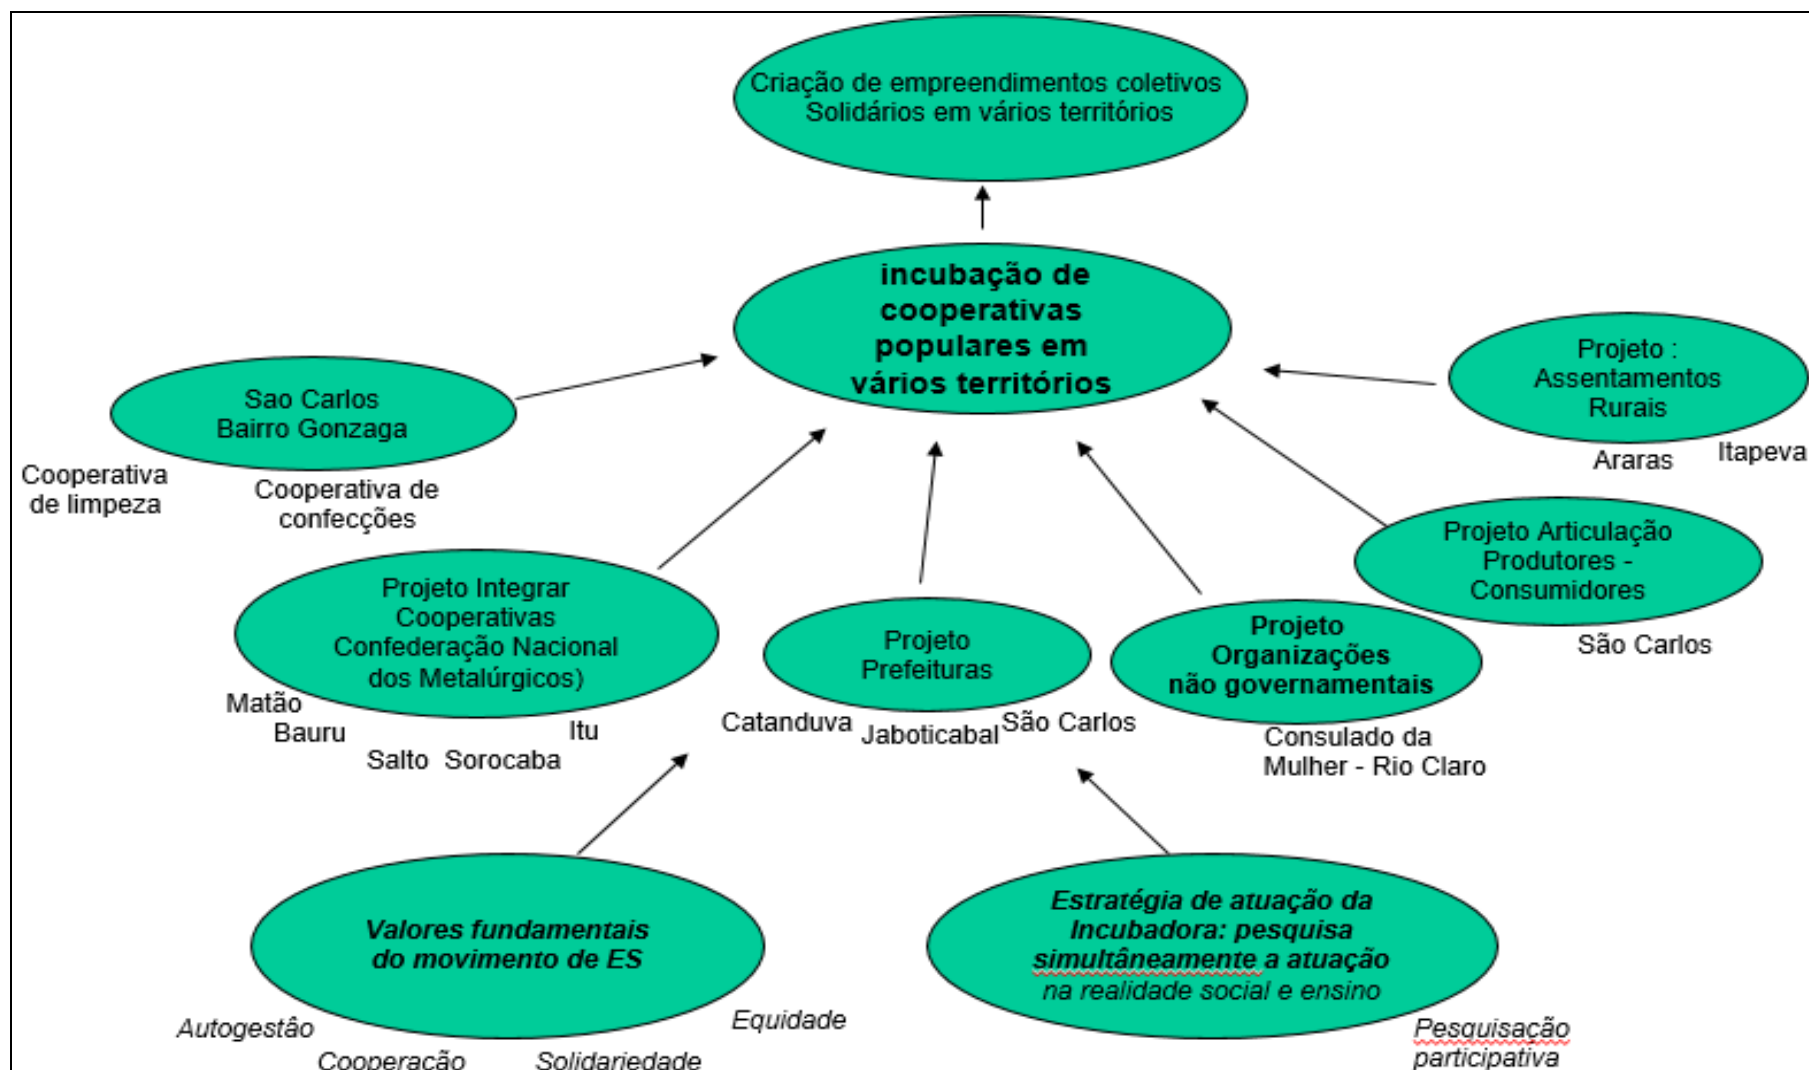 Criação de empreendimentos coletivos
Solidários em vários territórios
incubação de
cooperativas
populares em
vários territórios
Sao Carlos
Bairro Gonzaga
Cooperativa
de limpeza
Cooperativa de
confecções
Projeto :
Assentamentos
Rurais
Araras
Itapeva
Projeto Articulação
Produtores -
Consumidores
São Carlos
Projeto Integrar
Cooperativas
Confederação Nacional
dos Metalúrgicos)
Matão
Bauru
Salto
Sorocaba
Itu
Projeto
Prefeituras
Catanduva
Jaboticabal
São Carlos
Projeto
Organizações
não governamentais
Consulado da
Mulher - Rio Claro
Valores fundamentais
do movimento de ES
Autogestâo
Cooperação
Solidariedade
Equidade
Estratégia de atuação da
Incubadora: pesquisa
simultâneamente a atuação
na realidade social e ensino
Pesquisação
participativa